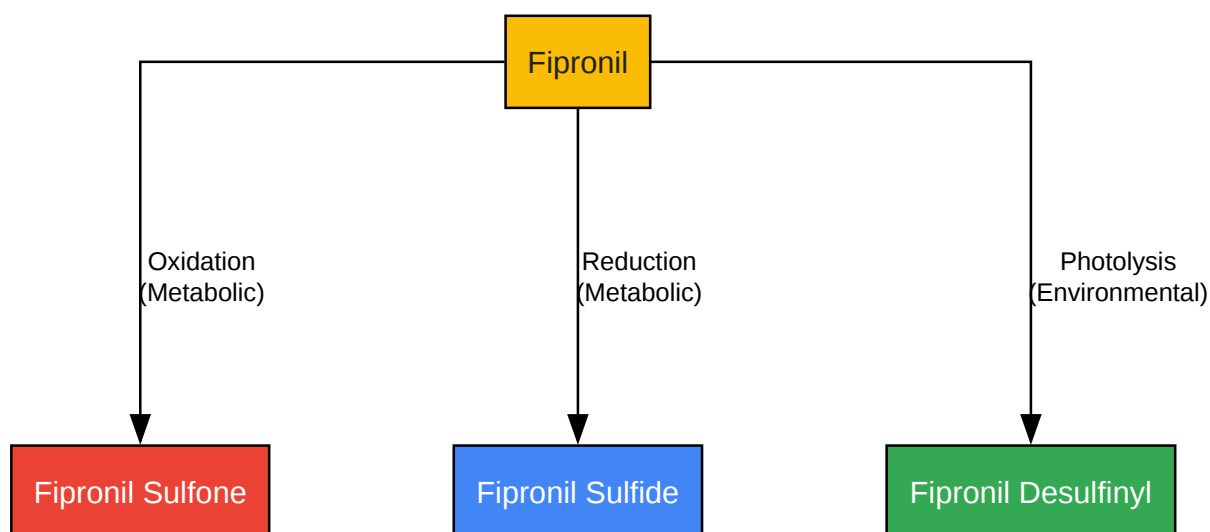 Fipronil
Oxidation
(Metabolic)
Reduction
(Metabolic)
Photolysis
(Environmental)
Fipronil Sulfone
Fipronil Sulfide
Fipronil Desulfinyl